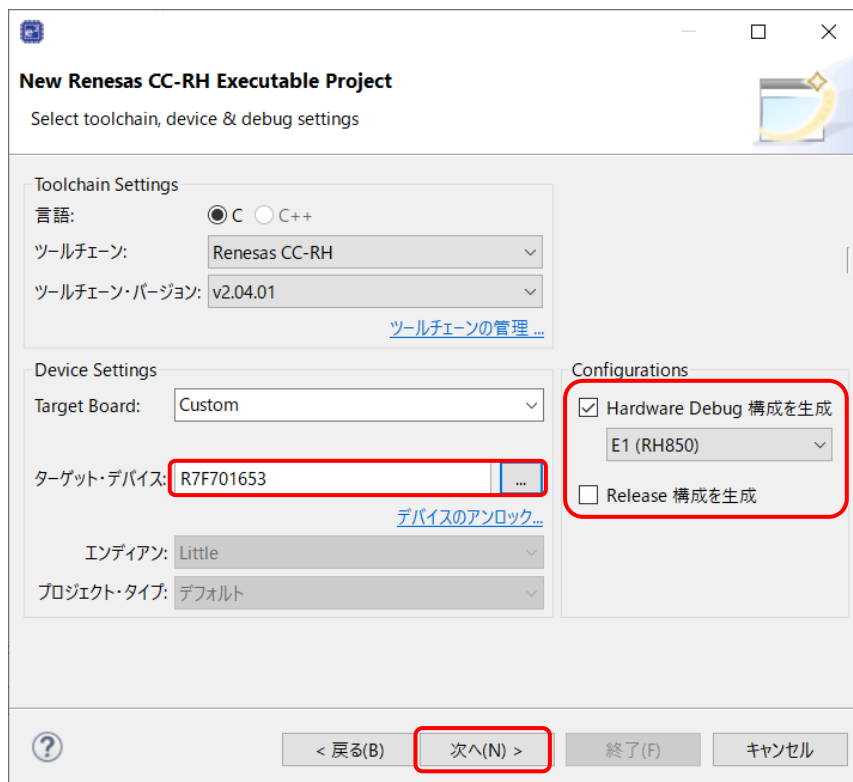 New Renesas CC-RH Executable Project
Select toolchain, device & debug settings
Toolchain Settings
言語: C C++
ツールチェーン: Renesas CC-RH
ツールチェーン・バージョン: v2.04.01
ツールチェーンの管理 ...
Device Settings
Target Board: Custom
ターゲット・デバイス: R7F701653 ...
デバイスのアンロック...
エンディアン: Little
プロジェクト・タイプ: デフォルト
Configurations
Hardware Debug 構成を生成
E1 (RH850)
Release 構成を生成
< 戻る(B) 次へ(N) > 終了(F) キャンセル